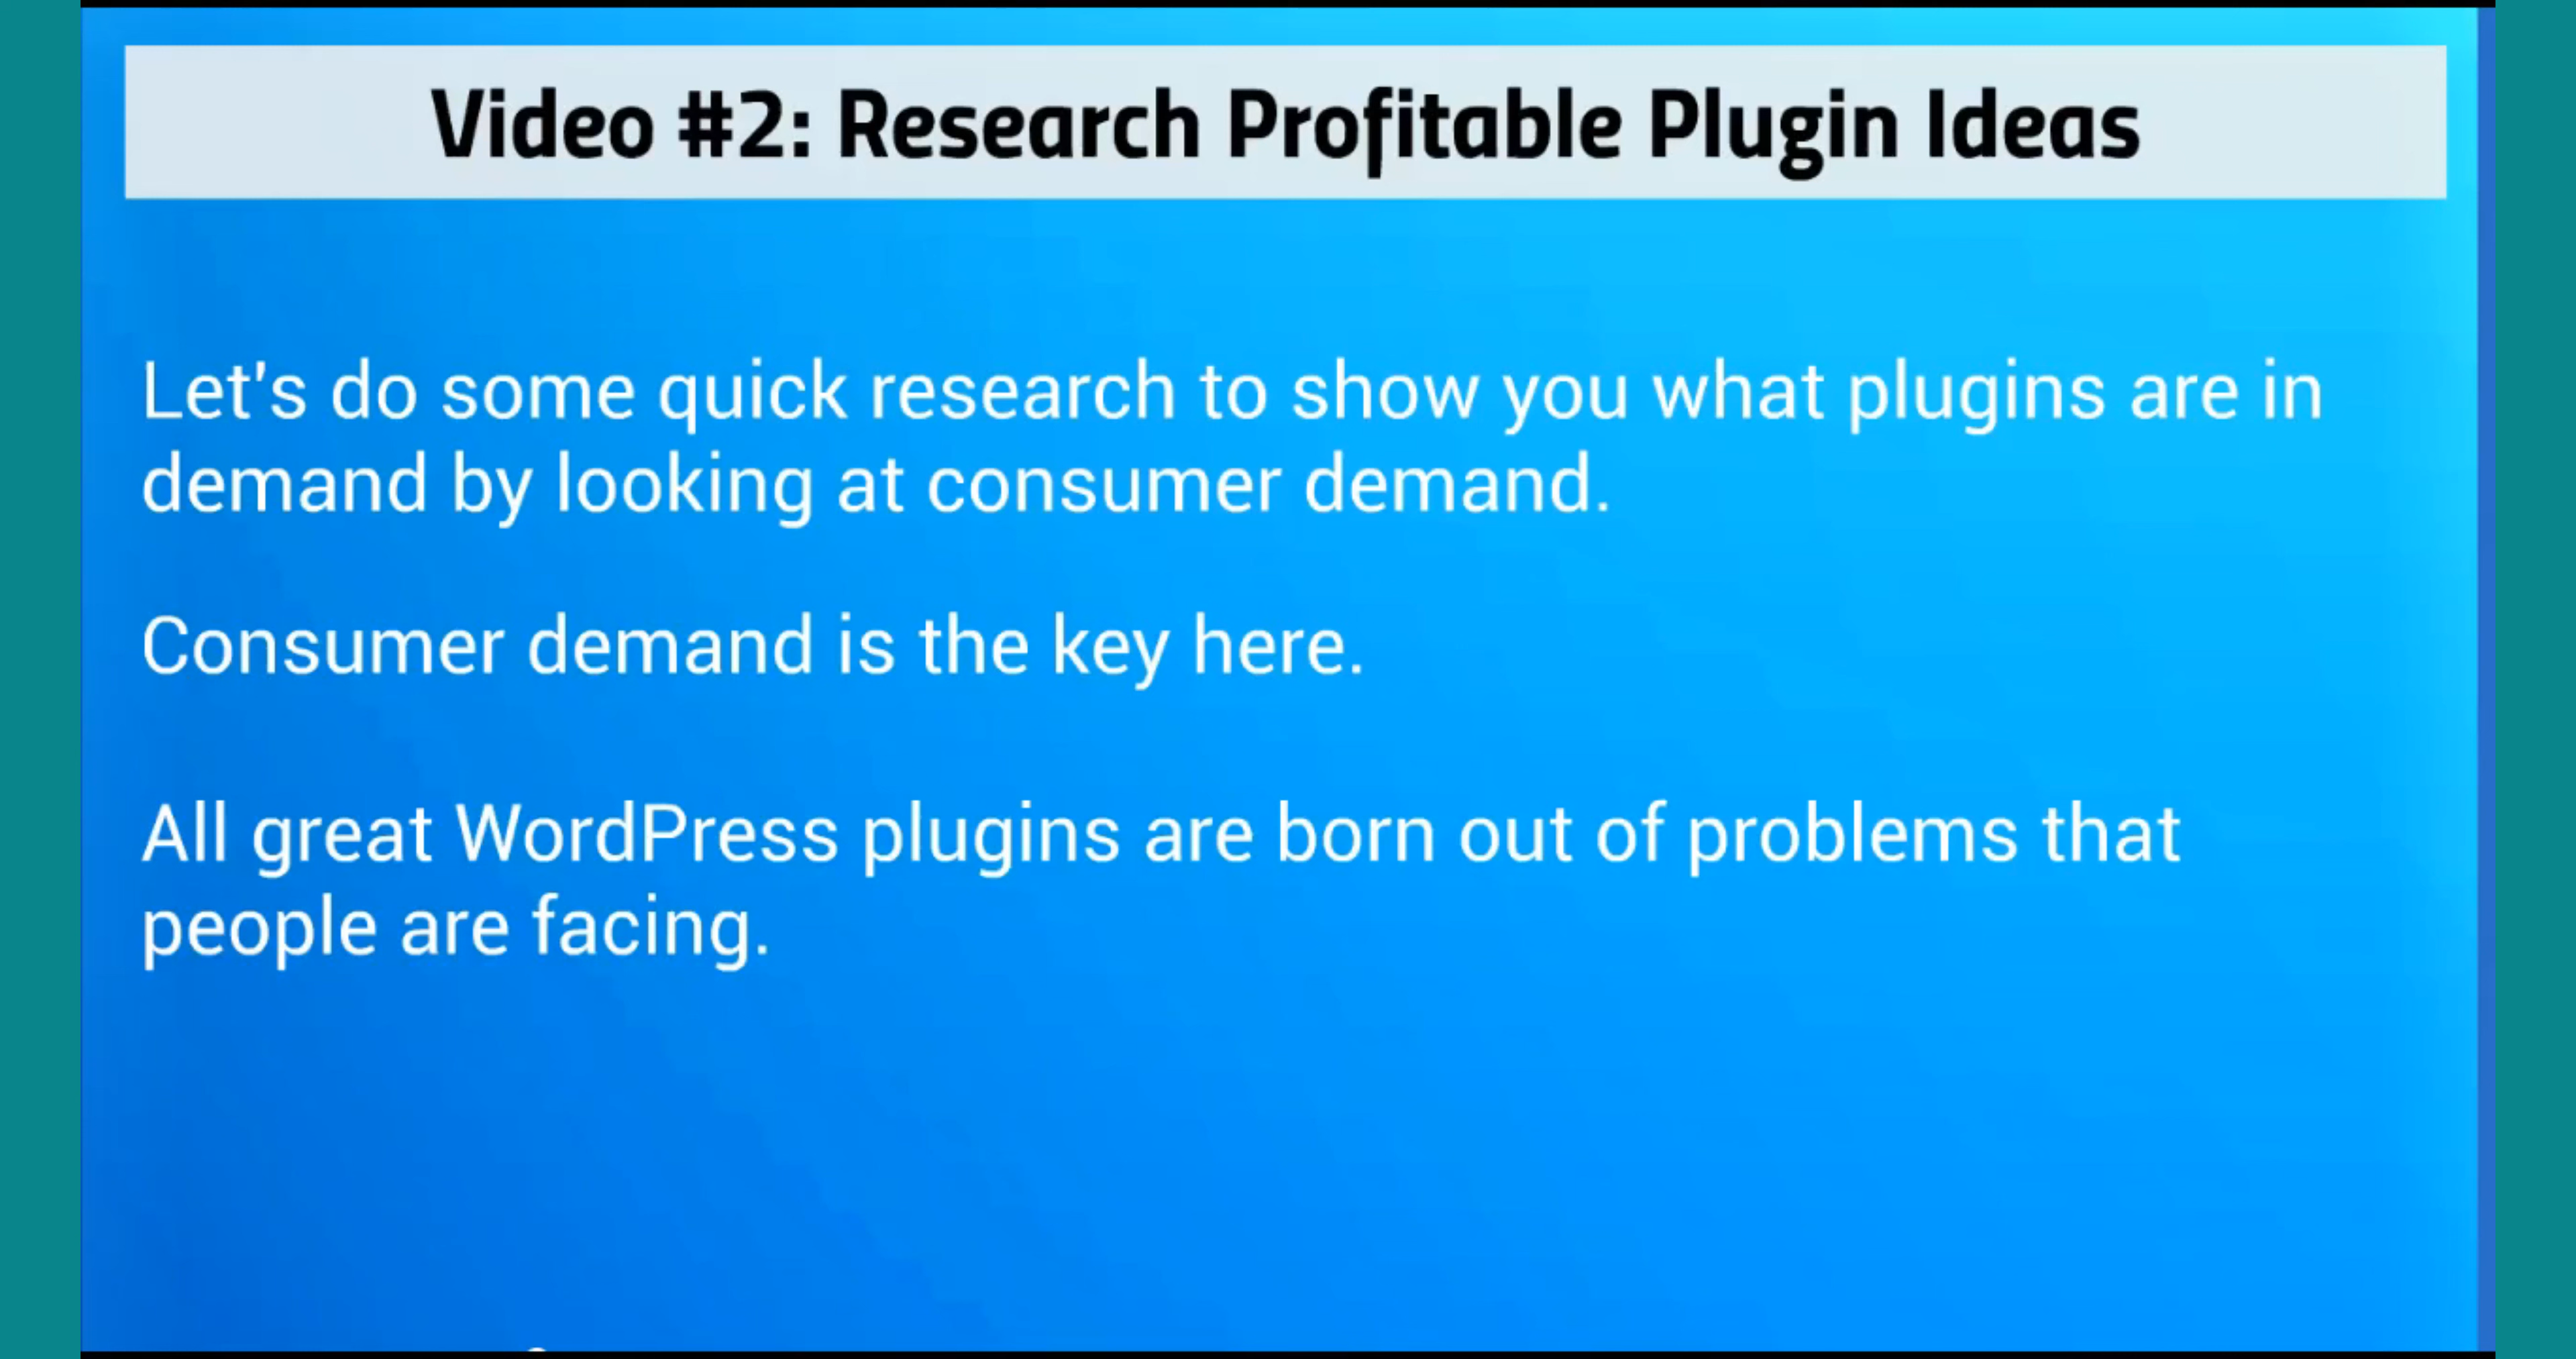 Video #2: Research Profitable Plugin Ideas
Let's do some quick research to show you what plugins are in
demand by looking at consumer demand.
Consumer demand is the key here.
All great WordPress plugins are born out of problems that
people are facing.